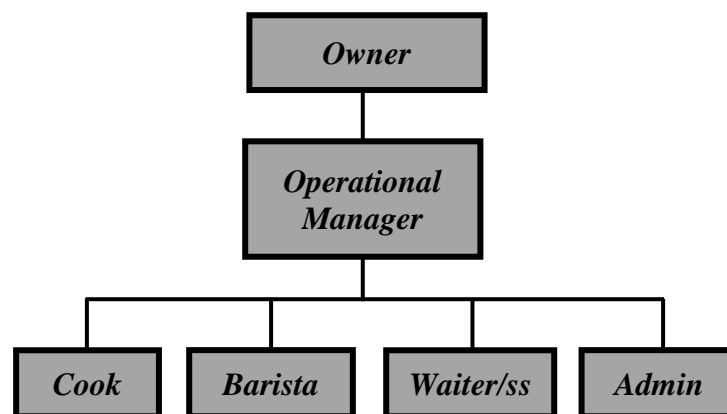 Owner
Operational
Manager
Cook
Barista
Waiter/ss
Admin